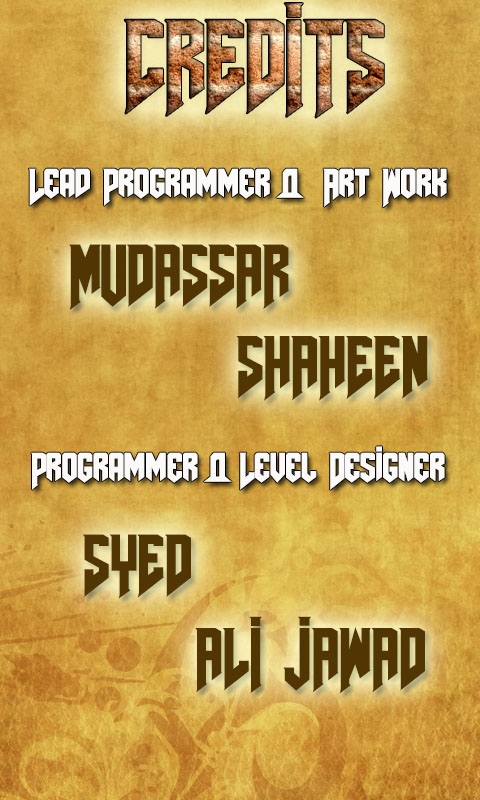 CREDITS
LEAD PROGRAMMER & ART WORK
MUDASSAR
SHAHEEN
PROGRAMMER & LEVEL DESIGNER
SYED
ALI JAWAD